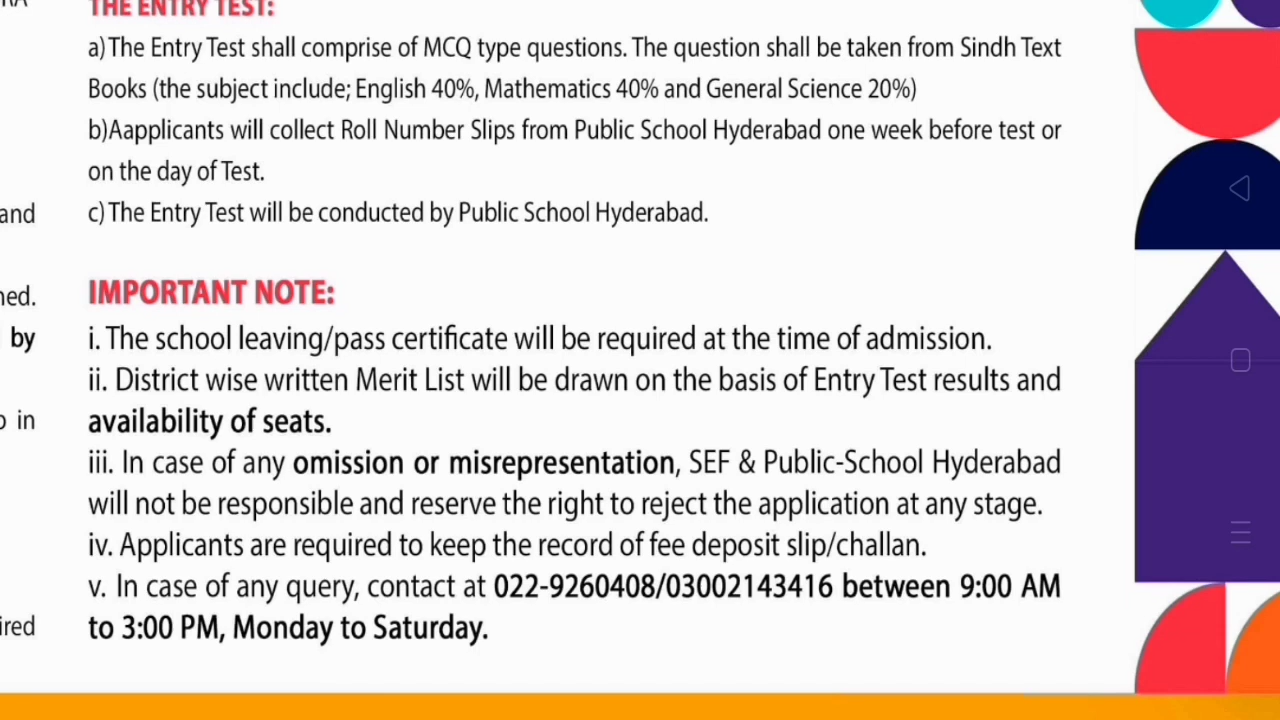 THE ENTRY TEST:
a) The Entry Test shall comprise of MCQ type questions. The question shall be taken from Sindh Text
Books (the subject include; English 40%, Mathematics 40% and General Science 20%)
b)Aapplicants will collect Roll Number Slips from Public School Hyderabad one week before test or
on the day of Test.
c) The Entry Test will be conducted by Public School Hyderabad.
and
by
in
IMPORTANT NOTE:
i. The school leaving/pass certificate will be required at the time of admission.
ii. District wise written Merit List will be drawn on the basis of Entry Test results and
availability of seats.
iii. In case of any omission or misrepresentation, SEF & Public-School Hyderabad
will not be responsible and reserve the right to reject the application at any stage.
iv. Applicants are required to keep the record of fee deposit slip/challan.
v. In case of any query, contact at 022-9260408/03002143416 between 9:00 AM
to 3:00 PM, Monday to Saturday.